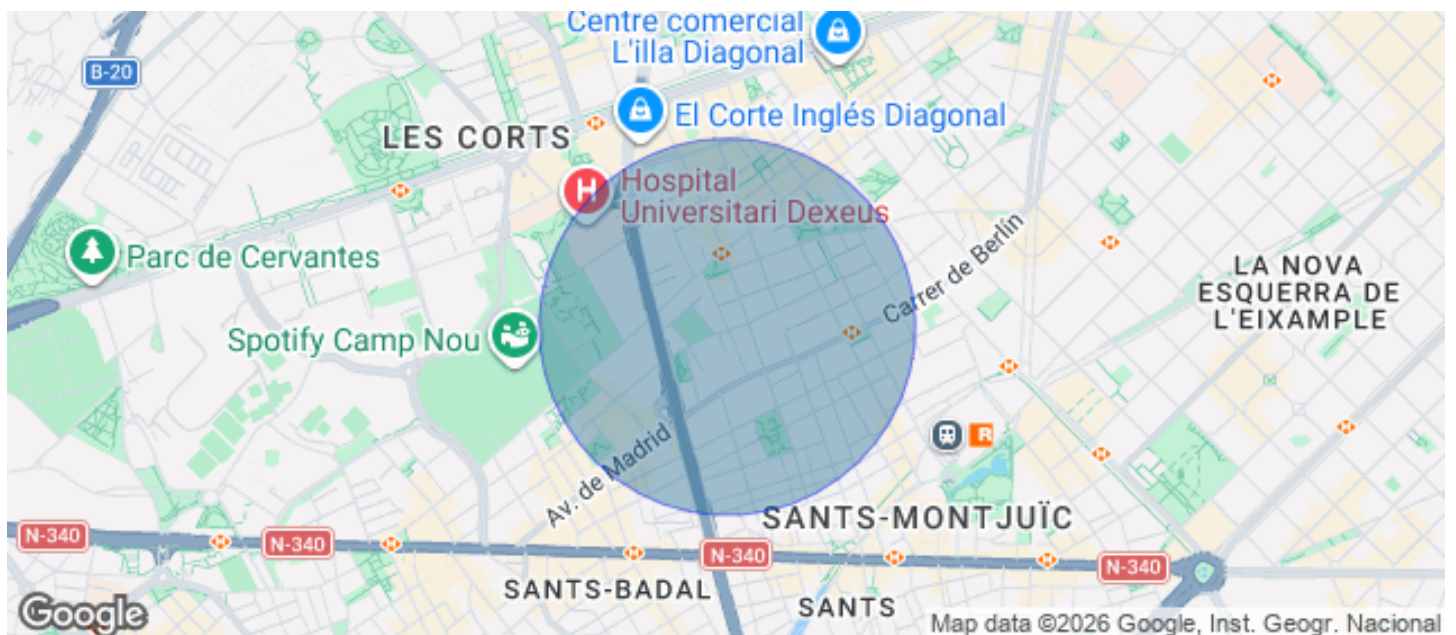 Centre comercial
L'illa Diagonal
B-20
El Corte Inglés Diagonal
LES CORTS
Hospital
Universitari Dexeus
H
Parc de Cervantes
Carrer de Berlín
LA NOVA
ESQUERRA DE
L'EIXAMPLE
Spotify Camp Nou
Av. de Madrid
R
SANTS-MONTJUÏC
N-340
N-340
N-340
N-340
SANTS-BADAL
SANTS
Google
Map data ©2026 Google, Inst. Geogr. Nacional